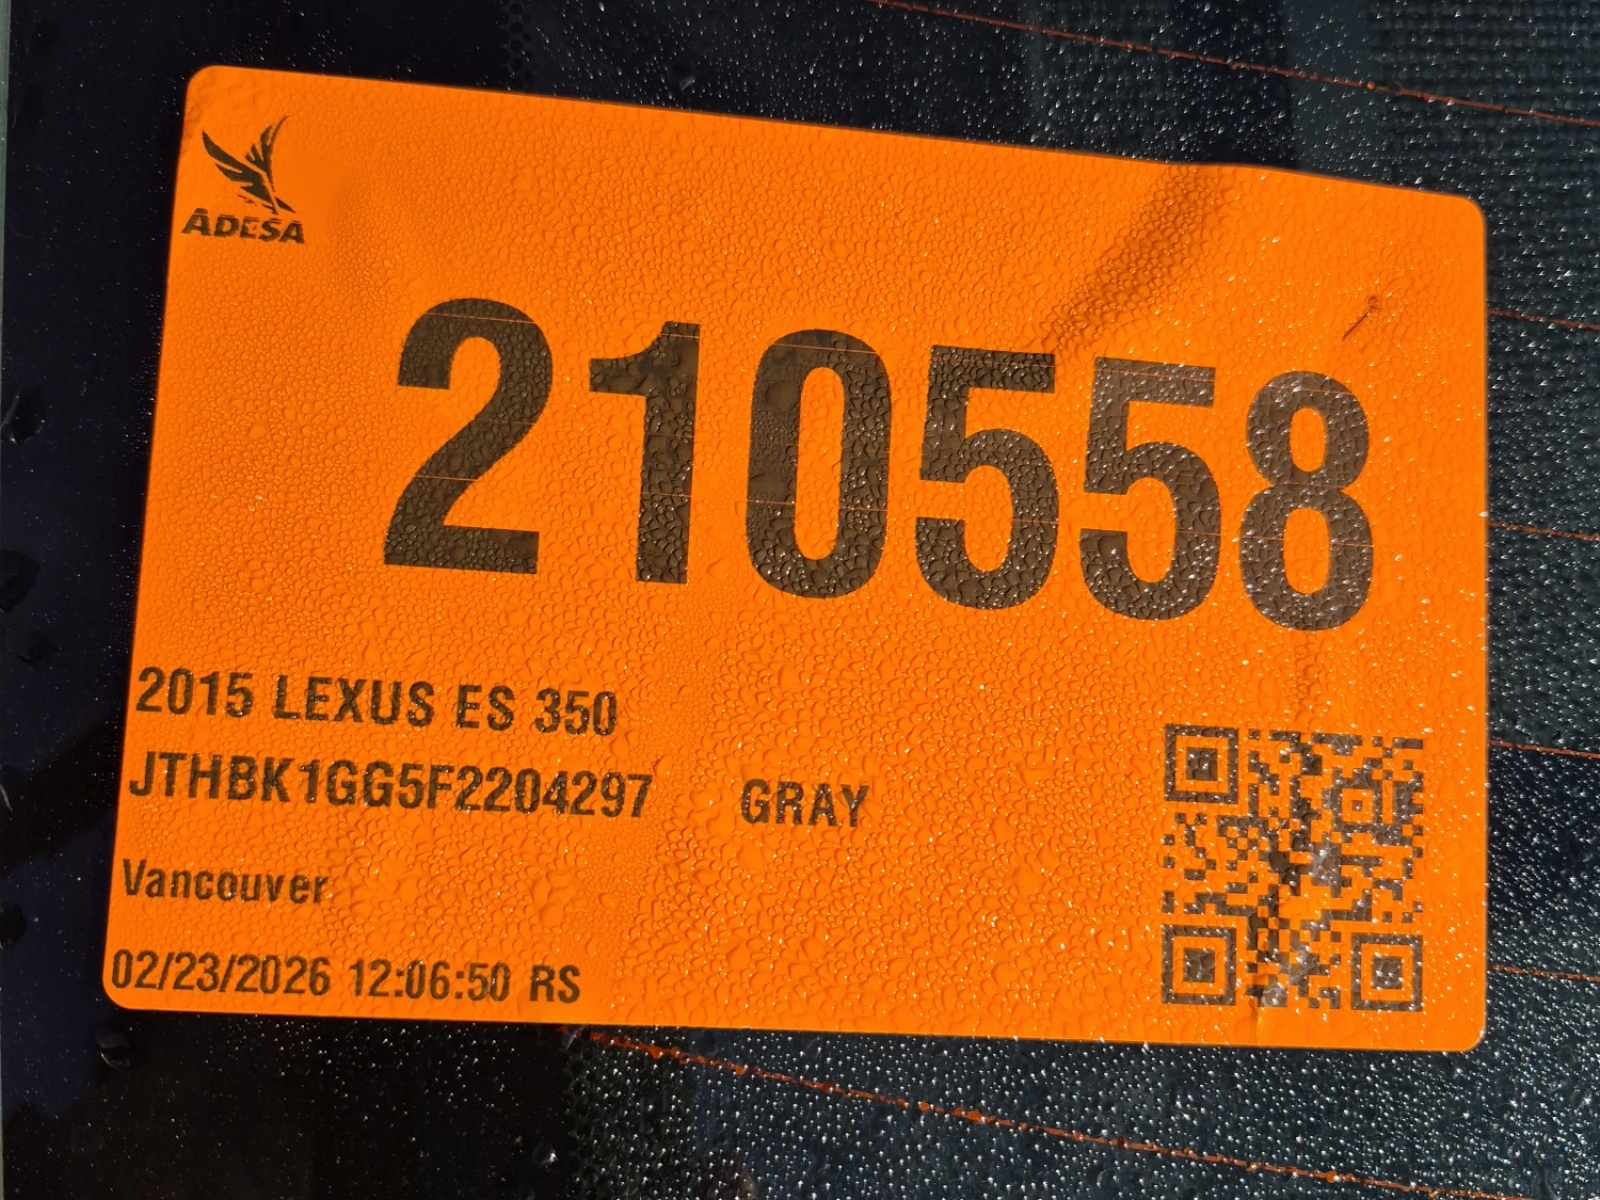 ADESA
210558
2015 LEXUS ES 350
JTHBK1GG5F2204297 GRAY
Vancouver
02/23/2026 12:06:50 RS